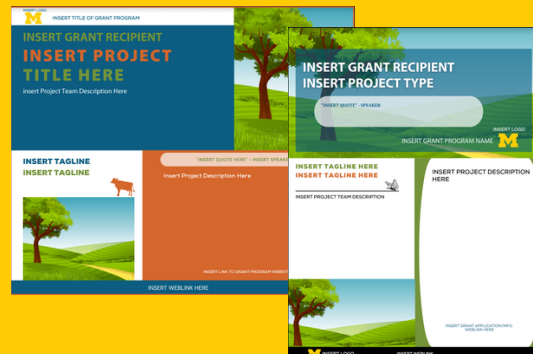 INSERT LOGO
M
INSERT TITLE OF GRANT PROGRAM
INSERT GRANT RECIPIENT
INSERT PROJECT
TITLE HERE
insert Project Team Description Here
INSERT TAGLINE
INSERT TAGLINE
"INSERT QUOTE HERE" - INSERT SPEAK
Insert Project Description Here
INSERT LINK TO GRANT PROGRAM WEBSIT
INSERT WEBLINK HERE
INSERT GRANT RECIPIENT
INSERT PROJECT TYPE
"INSERT QUOTE" - SPEAKER
INSERT LOGO
INSERT GRANT PROGRAM NAME
M
INSERT TAGLINE HERE
INSERT TAGLINE HERE
INSERT PROJECT TEAM DESCRIPTION
INSERT PROJECT DESCRIPTION
HERE
INSERT GRANT APPLICATION/INFO
WEBLINK HERE
M
INSERT LOGO
INSERT WEBLINK